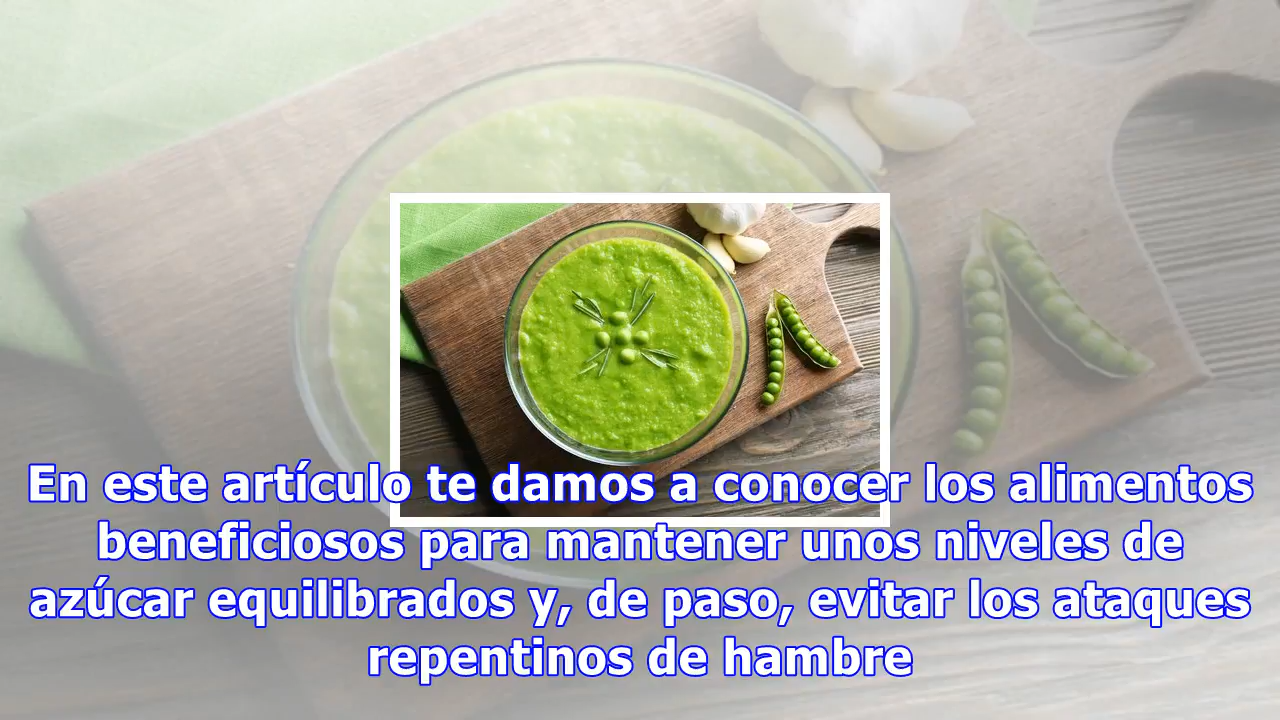 En este artículo te damos a conocer los alimentos
beneficiosos para mantener unos niveles de
azúcar equilibrados y, de paso, evitar los ataques
repentinos de hambre